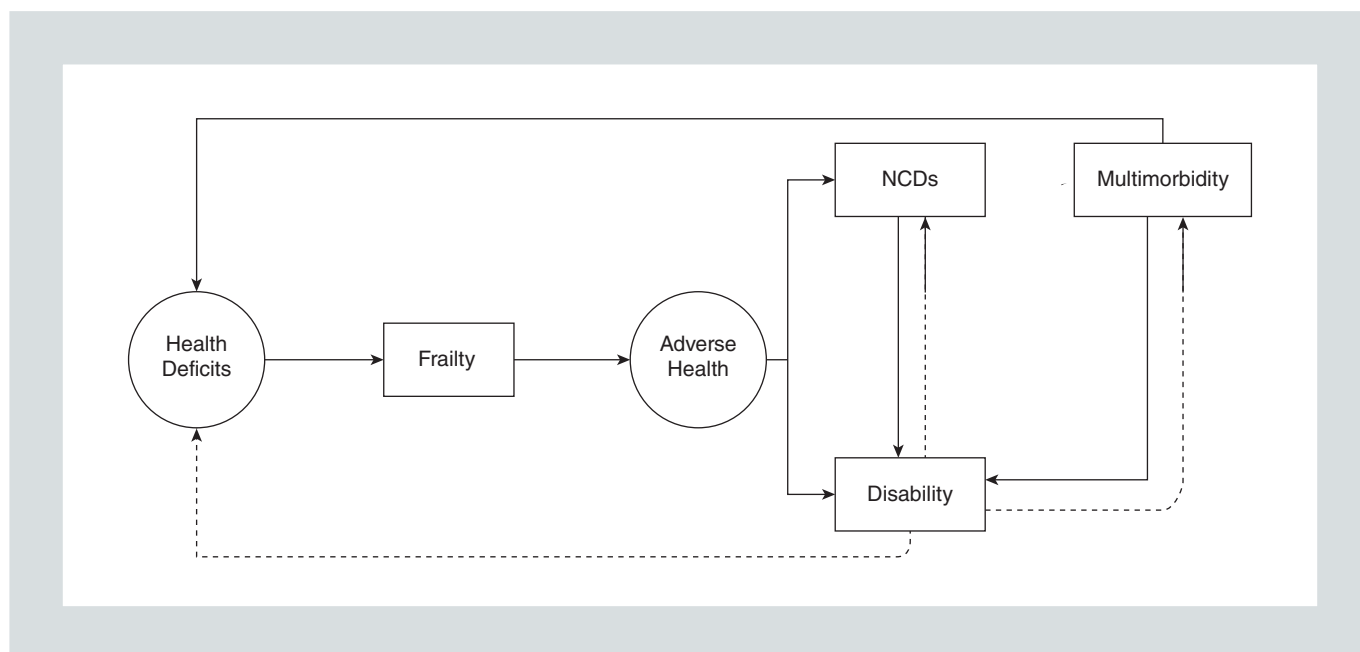 NCDs
Multimorbidity
Health
Deficits
Frailty
Adverse
Health
Disability